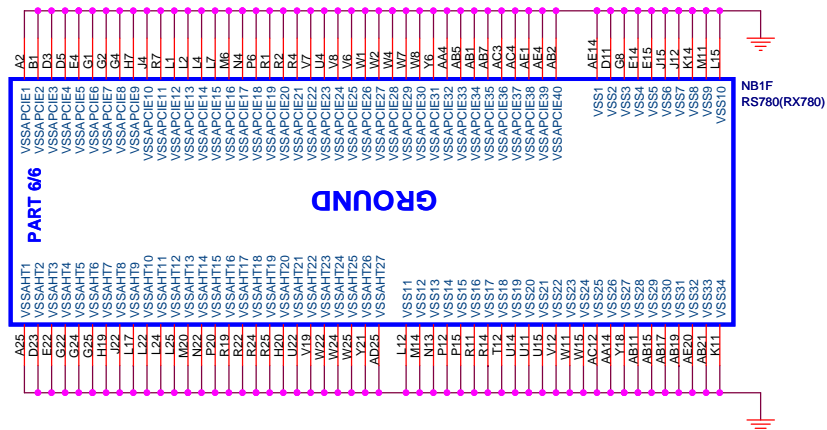 A2 B1 D3 D5 E4 G1 G2 G4 H7 J4 R7 L1 L2 L4 L7 M6 N4 P6 R1 R2 R4 V7 U4 V8 V6 W1 W2 W4 W7 W8 Y6 AA4 AB5 AB1 AB7 AC3 AC4 AE1 AE4 AB2 AE14 D11 G8 E14 E15 J15 J12 K14 M11 L15
VSSAPCIE1 VSSAPCIE2 VSSAPCIE3 VSSAPCIE4 VSSAPCIE5 VSSAPCIE6 VSSAPCIE7 VSSAPCIE8 VSSAPCIE9 VSSAPCIE10 VSSAPCIE11 VSSAPCIE12 VSSAPCIE13 VSSAPCIE14 VSSAPCIE15 VSSAPCIE16 VSSAPCIE17 VSSAPCIE18 VSSAPCIE19 VSSAPCIE20 VSSAPCIE21 VSSAPCIE22 VSSAPCIE23 VSSAPCIE24 VSSAPCIE25 VSSAPCIE26 VSSAPCIE27 VSSAPCIE28 VSSAPCIE29 VSSAPCIE30 VSSAPCIE31 VSSAPCIE32 VSSAPCIE33 VSSAPCIE34 VSSAPCIE35 VSSAPCIE36 VSSAPCIE37 VSSAPCIE38 VSSAPCIE39 VSSAPCIE40 VSS1 VSS2 VSS3 VSS4 VSS5 VSS6 VSS7 VSS8 VSS9 VSS10
NB1F
RS780(RX780)
PART 6/6
GROUND
VSSAHT1 VSSAHT2 VSSAHT3 VSSAHT4 VSSAHT5 VSSAHT6 VSSAHT7 VSSAHT8 VSSAHT9 VSSAHT10 VSSAHT11 VSSAHT12 VSSAHT13 VSSAHT14 VSSAHT15 VSSAHT16 VSSAHT17 VSSAHT18 VSSAHT19 VSSAHT20 VSSAHT21 VSSAHT22 VSSAHT23 VSSAHT24 VSSAHT25 VSSAHT26 VSSAHT27 VSS11 VSS12 VSS13 VSS14 VSS15 VSS16 VSS17 VSS18 VSS19 VSS20 VSS21 VSS22 VSS23 VSS24 VSS25 VSS26 VSS27 VSS28 VSS29 VSS30 VSS31 VSS32 VSS33 VSS34
A25 D23 E22 G22 G24 G25 H19 J22 L17 L22 L24 L25 M20 N22 P20 R19 R22 R24 R25 H20 U22 V19 W22 W24 W25 Y21 AD25 L12 M14 N13 P12 P15 R11 R14 T12 U14 U11 U15 V12 W11 W15 AC12 AA14 Y18 AB11 AB15 AB17 AB19 AE20 AB21 K11